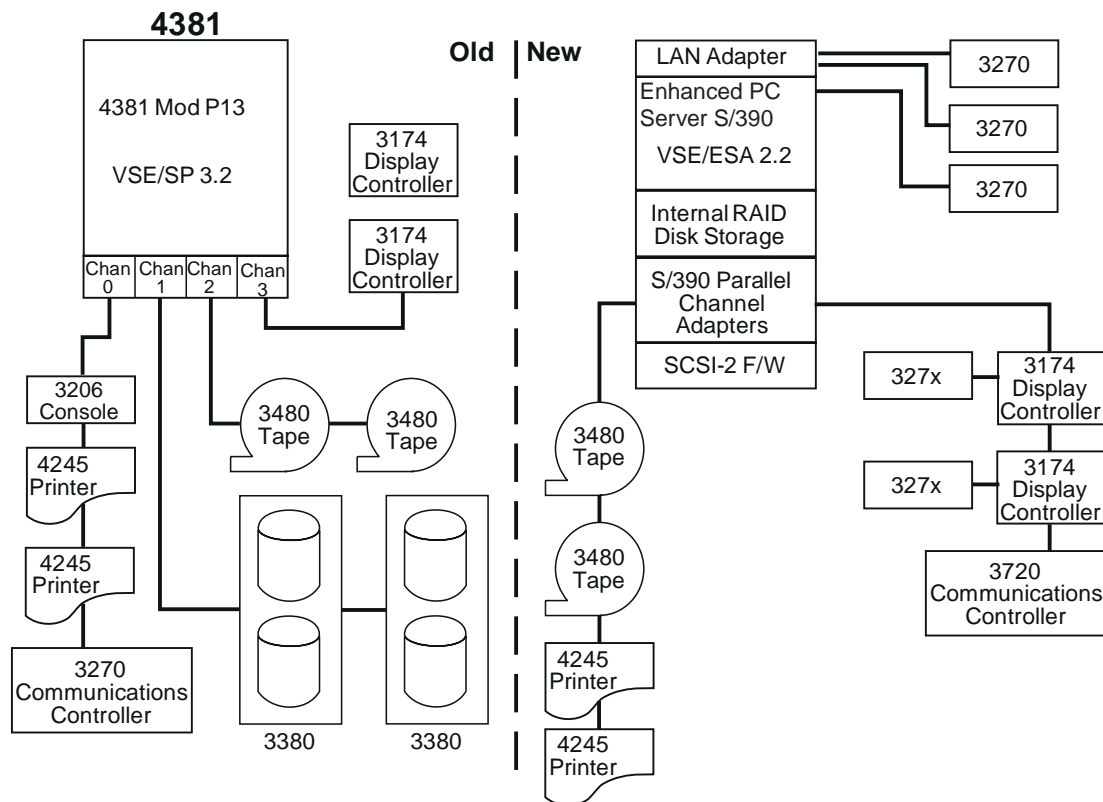 4381
4381 Mod P13
VSE/SP 3.2
Chan
0
Chan
1
Chan
2
Chan
3
3174
Display
Controller
3174
Display
Controller
3206
Console
4245
Printer
4245
Printer
3270
Communications
Controller
3480
Tape
3480
Tape
3380
3380
Old
New
LAN Adapter
Enhanced PC
Server S/390
VSE/ESA 2.2
Internal RAID
Disk Storage
S/390 Parallel
Channel
Adapters
SCSI-2 F/W
3270
3270
3270
327x
3174
Display
Controller
327x
3174
Display
Controller
3720
Communications
Controller
3480
Tape
3480
Tape
4245
Printer
4245
Printer